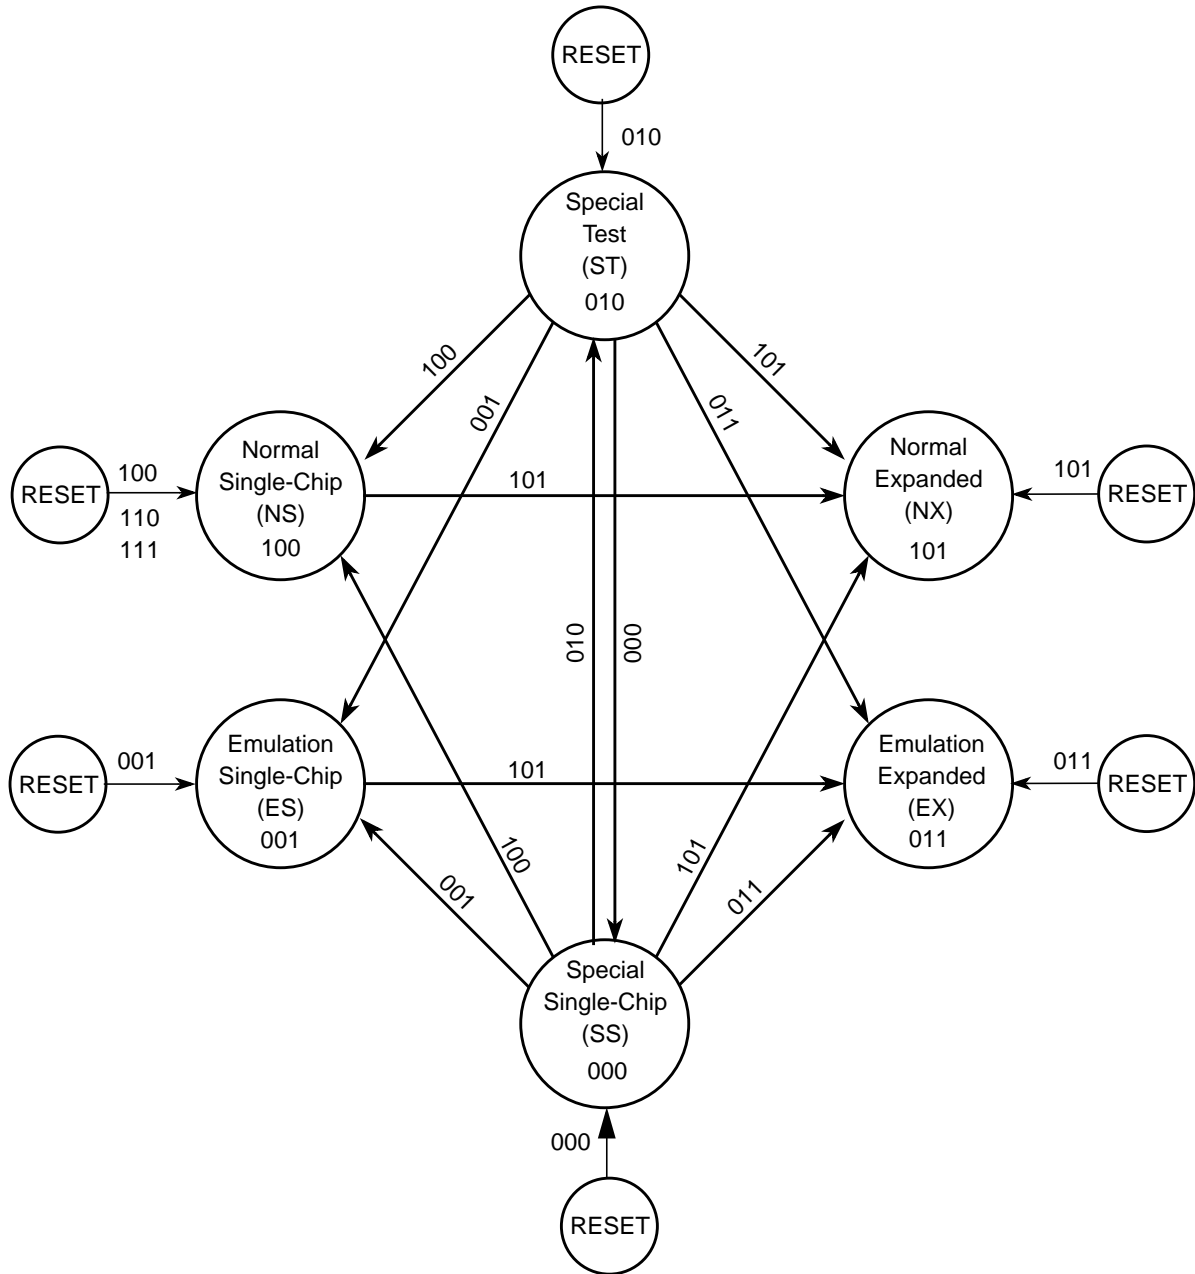 RESET
010
Special
Test
(ST)
010
100
101
001
011
Normal
Single-Chip
(NS)
100
Normal
Expanded
(NX)
101
RESET
100
110
111
101
101
RESET
010
000
Emulation
Single-Chip
(ES)
001
Emulation
Expanded
(EX)
011
RESET
001
101
011
RESET
100
101
001
011
Special
Single-Chip
(SS)
000
000
RESET